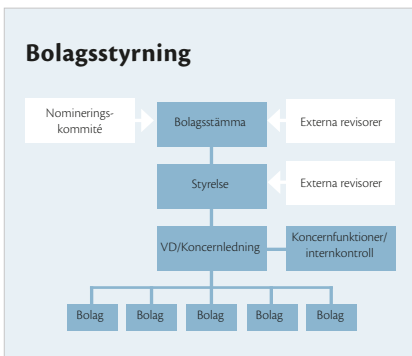 Bolagsstyrning
Nominerings-
kommité
Bolagsstämma
Externa revisorer
Styrelse
Externa revisorer
VD/Koncernledning
Koncernfunktioner/
internkontroll
Bolag
Bolag
Bolag
Bolag
Bolag